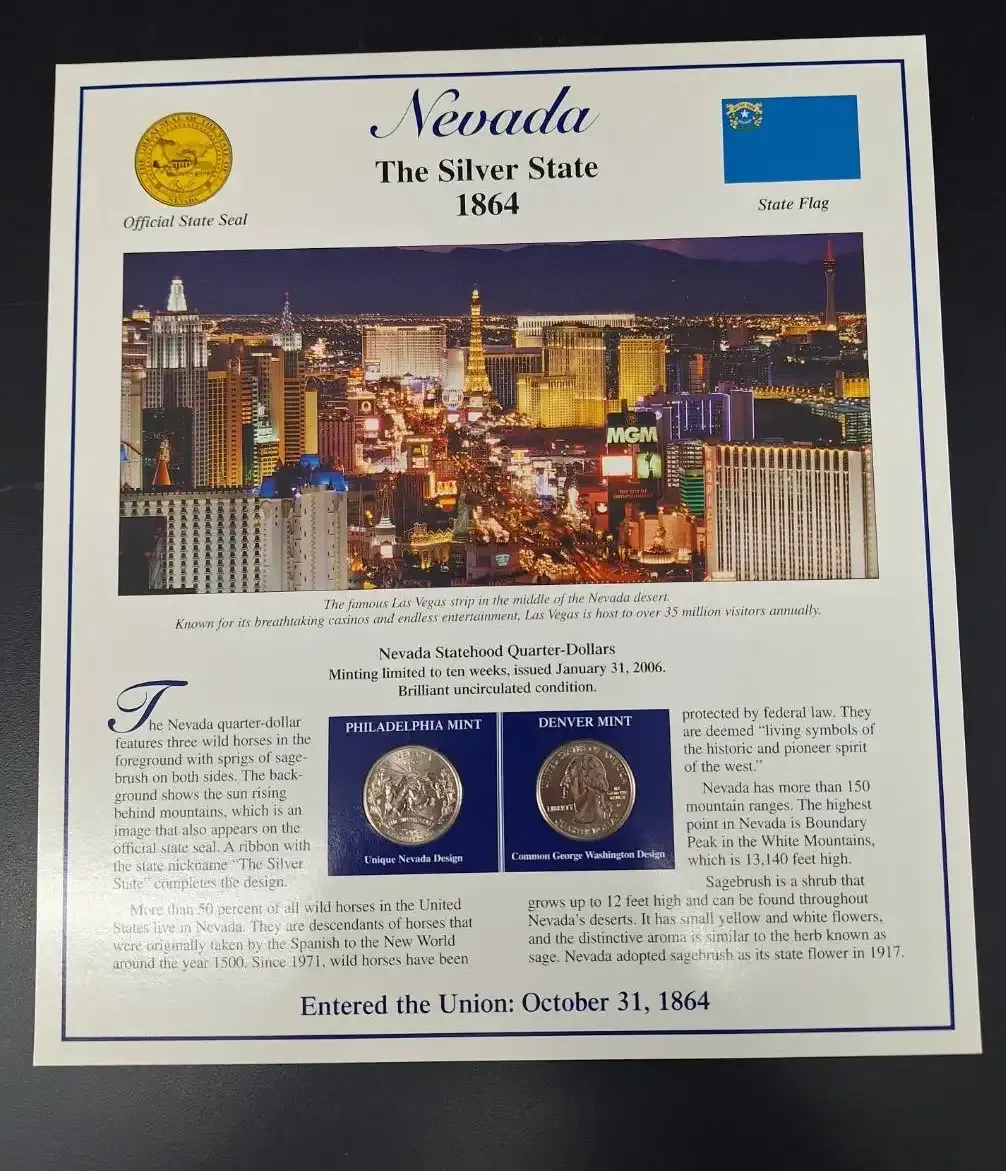 Nevada
The Silver State
1864
THE GREAT SEAL OF THE STATE OF
NEVADA
Official State Seal
State Flag
MGM
The famous Las Vegas strip in the middle of the Nevada desert.
Known for its breathtaking casinos and endless entertainment, Las Vegas is host to over 35 million visitors annually.
Nevada Statehood Quarter-Dollars
Minting limited to ten weeks, issued January 31, 2006.
Brilliant uncirculated condition.
The Nevada quarter-dollar
features three wild horses in the
foreground with sprigs of sage-
brush on both sides. The back-
ground shows the sun rising
behind mountains, which is an
image that also appears on the
official state seal. A ribbon with
the state nickname "The Silver
State" completes the design.
More than 50 percent of all wild horses in the United
States live in Nevada. They are descendants of horses that
were originally taken by the Spanish to the New World
around the year 1500. Since 1971, wild horses have been
PHILADELPHIA MINT
NEVADA
Unique Nevada Design
DENVER MINT
LIBERTY
Common George Washington Design
protected by federal law. They
are deemed “living symbols of
the historic and pioneer spirit
of the west.”
Nevada has more than 150
mountain ranges. The highest
point in Nevada is Boundary
Peak in the White Mountains,
which is 13,140 feet high.
Sagebrush is a shrub that
grows up to 12 feet high and can be found throughout
Nevada's deserts. It has small yellow and white flowers,
and the distinctive aroma is similar to the herb known as
sage. Nevada adopted sagebrush as its state flower in 1917.
Entered the Union: October 31, 1864